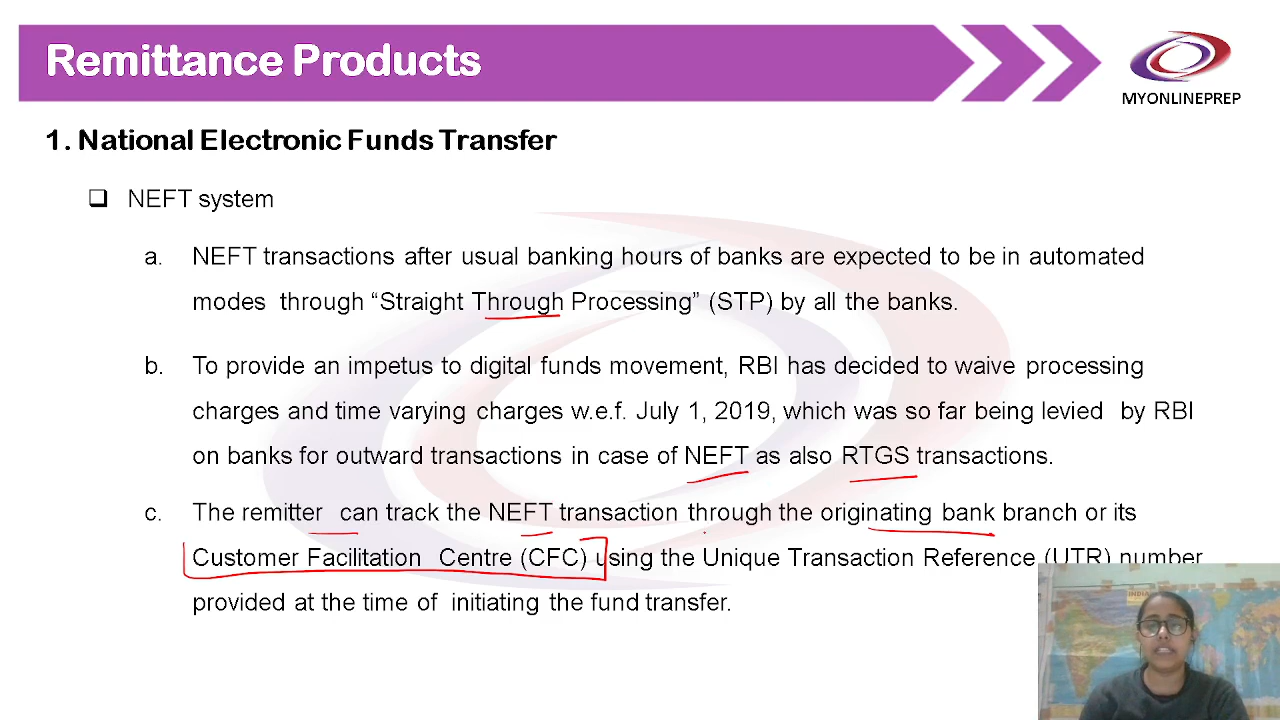 Remittance Products
MYONLINEPREP
1. National Electronic Funds Transfer
❑ NEFT system
a. NEFT transactions after usual banking hours of banks are expected to be in automated
modes through “Straight Through Processing” (STP) by all the banks.
b. To provide an impetus to digital funds movement, RBI has decided to waive processing
charges and time varying charges w.e.f. July 1, 2019, which was so far being levied by RBI
on banks for outward transactions in case of NEFT as also RTGS transactions.
c. The remitter can track the NEFT transaction through the originating bank branch or its
Customer Facilitation Centre (CFC) using the Unique Transaction Reference (UTR) number
provided at the time of initiating the fund transfer.
INDIA